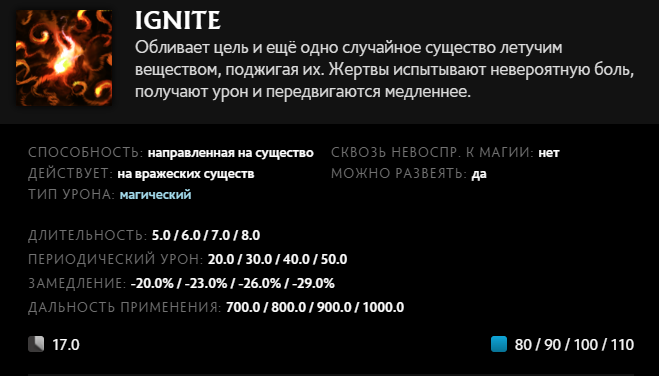 IGNITE
Обливает цель и ещё одно случайное существо летучим
веществом, поджигая их. Жертвы испытывают невероятную боль,
получают урон и передвигаются медленнее.
СПОСОБНОСТЬ: направленная на существо СКВОЗЬ НЕВОСПР. К МАГИИ: нет
ДЕЙСТВУЕТ: на вражеских существ МОЖНО РАЗВЕЯТЬ: да
ТИП УРОНА: магический
ДЛИТЕЛЬНОСТЬ: 5.0 / 6.0 / 7.0 / 8.0
ПЕРИОДИЧЕСКИЙ УРОН: 20.0 / 30.0 / 40.0 / 50.0
ЗАМЕДЛЕНИЕ: -20.0% / -23.0% / -26.0% / -29.0%
ДАЛЬНОСТЬ ПРИМЕНЕНИЯ: 700.0 / 800.0 / 900.0 / 1000.0
17.0 80 / 90 / 100 / 110